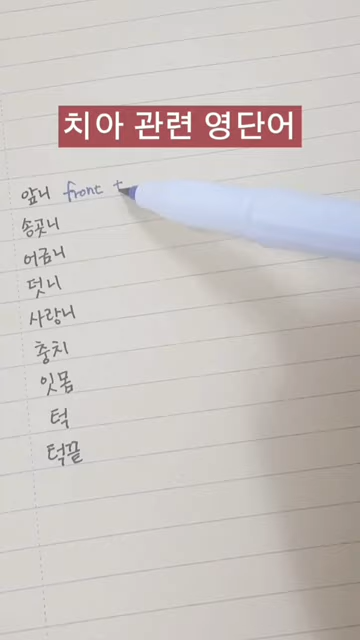 치아 관련 영단어
앞니 front t
송곳니
어금니
덧니
사랑니
충치
잇몸
턱
턱끝